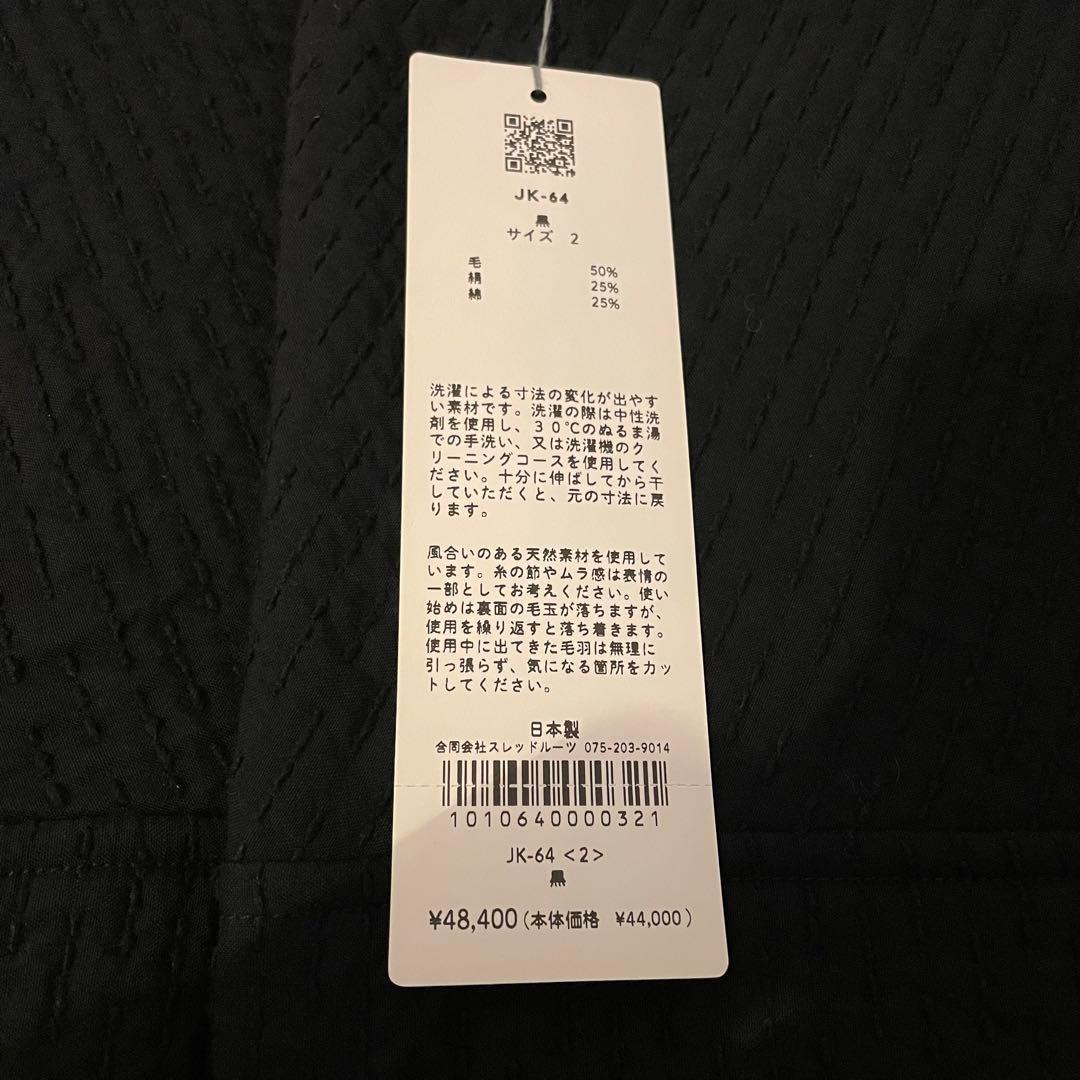 JK-64
黒
サイズ 2
毛 50%
絹 25%
綿 25%
洗濯による寸法の変化が出やす
い素材です。洗濯の際は中性洗
剤を使用し、30℃のぬるま湯
での手洗い、又は洗濯機のク
リーニングコースを使用してく
ださい。十分に伸ばしてから干
していただくと、元の寸法に戻
ります。
風合いのある天然素材を使用して
います。糸の節やムラ感は表情の
一部としてお考えください。使い
始めは裏面の毛玉が落ちますが、
使用を繰り返すと落ち着きます。
使用中に出てきた毛羽は無理に
引っ張らず、気になる箇所をカッ
トしてください。
日本製
合同会社スレッドルーツ 075-203-9014
1010640000321
JK-64 <2>
黒
¥48,400(本体価格 ¥44,000)